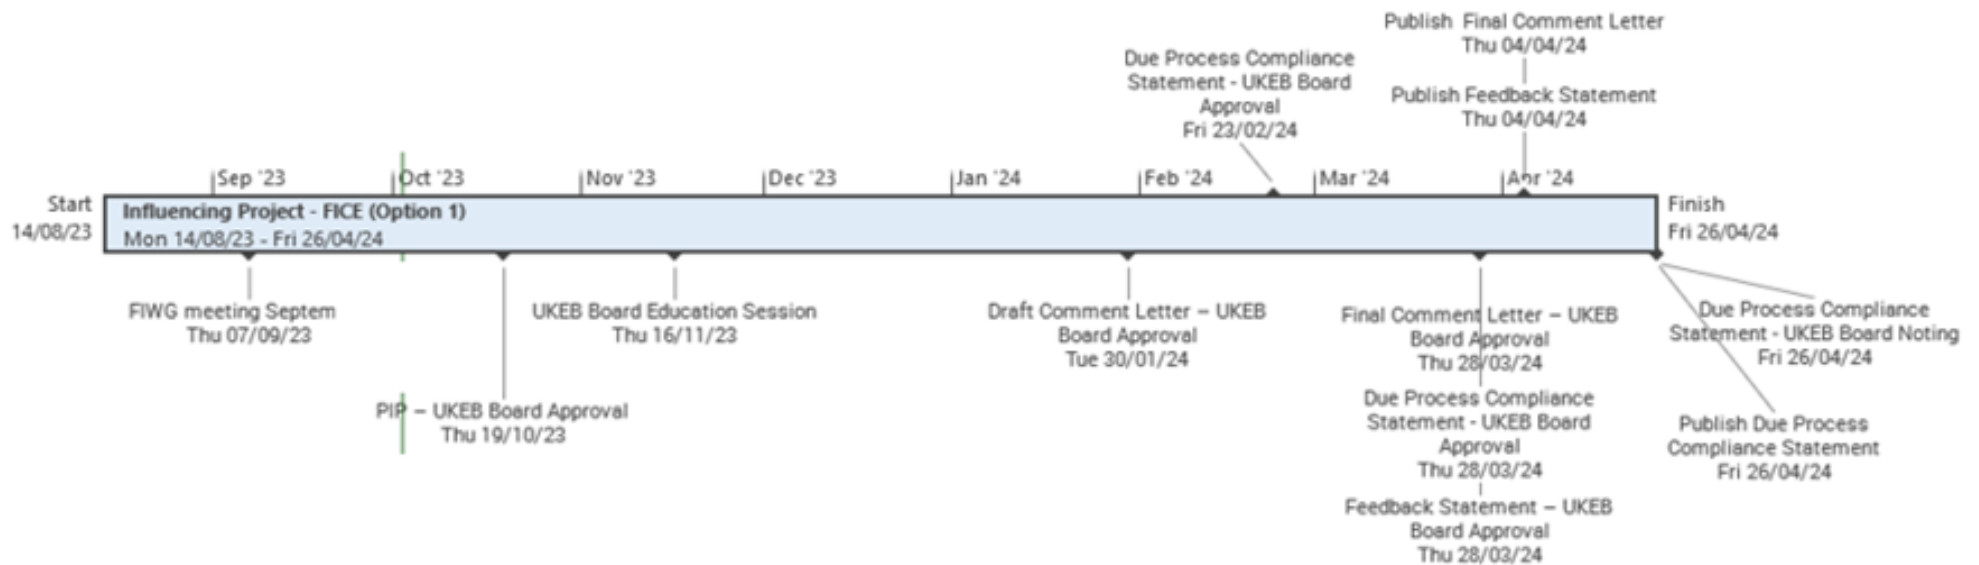 Publish Final Comment Letter
Thu 04/04/24
Due Process Compliance
Statement - UKEB Board
Approval
Fri 23/02/24
Publish Feedback Statement
Thu 04/04/24
Sep '23
Oct '23
Nov '23
Dec '23
Jan '24
Feb '24
Mar '24
Apr '24
Start
14/08/23
Influencing Project - FICE (Option 1)
Mon 14/08/23 - Fri 26/04/24
Finish
Fri 26/04/24
FIWG meeting Septem
Thu 07/09/23
PIP – UKEB Board Approval
Thu 19/10/23
UKEB Board Education Session
Thu 16/11/23
Draft Comment Letter – UKEB
Board Approval
Tue 30/01/24
Final Comment Letter – UKEB
Board Approval
Thu 28/03/24
Due Process Compliance
Statement - UKEB Board
Approval
Thu 28/03/24
Feedback Statement – UKEB
Board Approval
Thu 28/03/24
Due Process Compliance
Statement - UKEB Board Noting
Fri 26/04/24
Publish Due Process
Compliance Statement
Fri 26/04/24